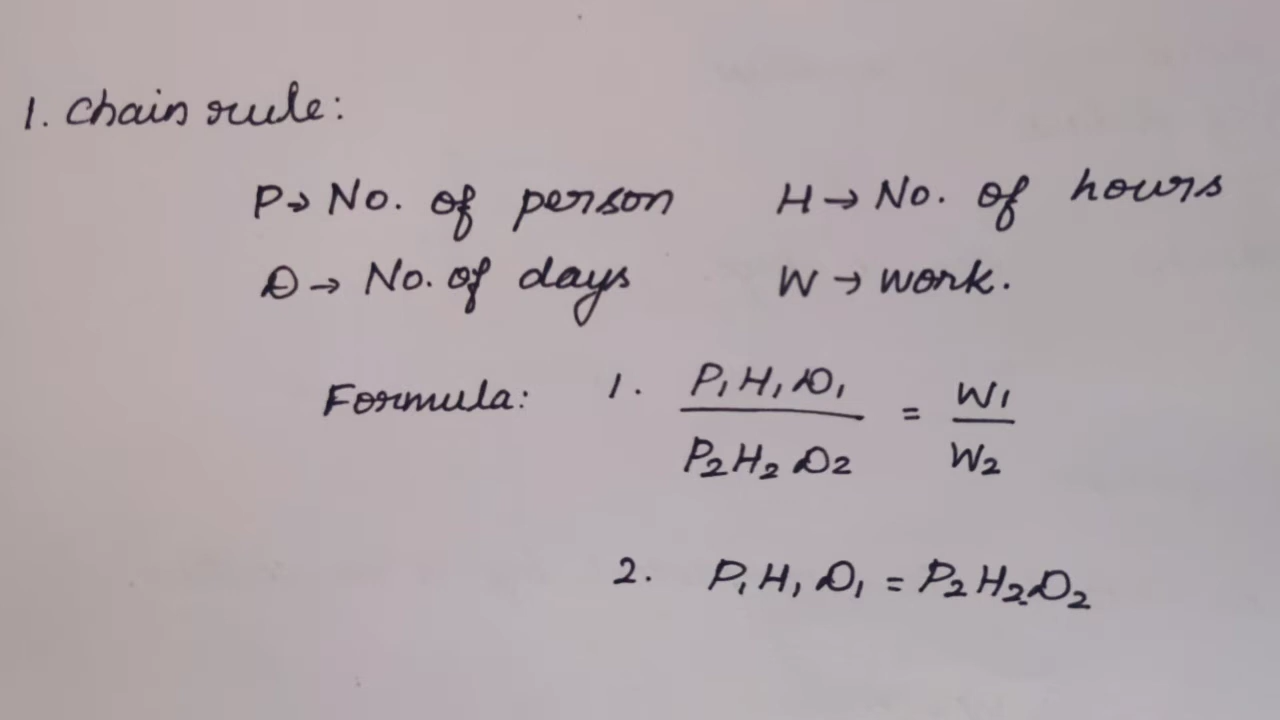 1. Chain rule:
P → No. of person H → No. of hours
D → No. of days W → work.
Formula: 1. P₁H₁D₁ / P₂H₂D₂ = W₁ / W₂
2. P₁H₁D₁ = P₂H₂D₂